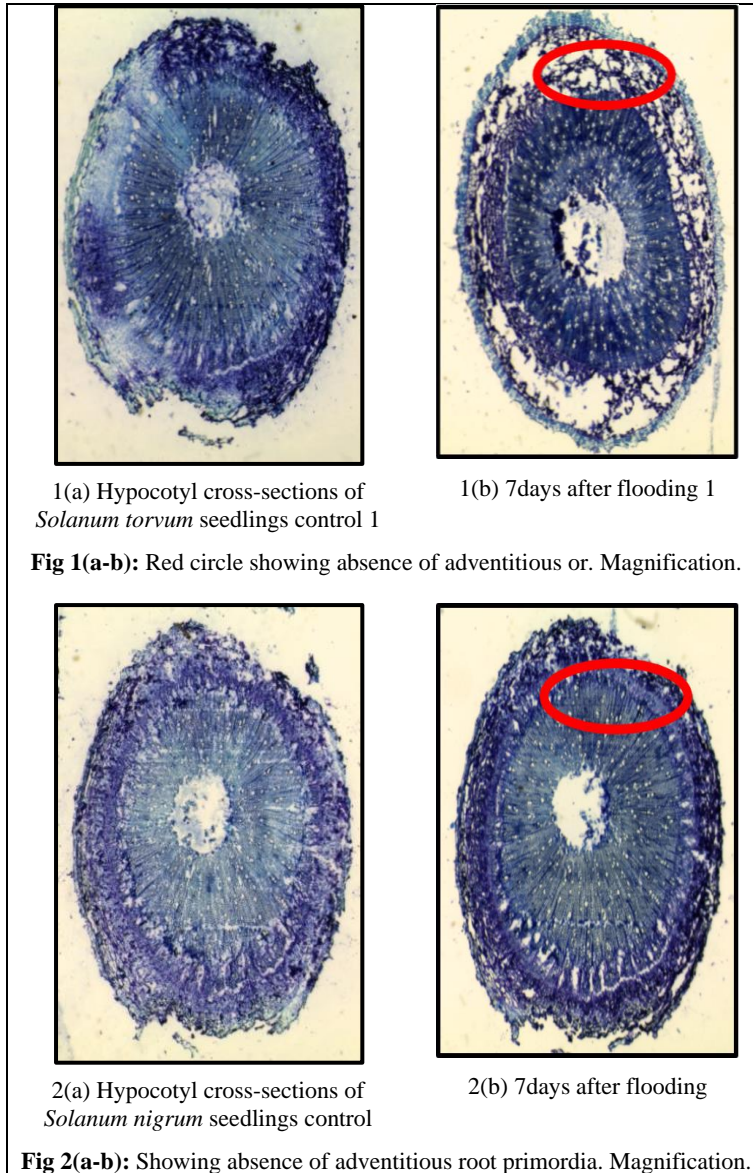 1(a) Hypocotyl cross-sections of
Solanum torvum seedlings control 1
1(b) 7days after flooding 1
Fig 1(a-b): Red circle showing absence of adventitious or. Magnification.
2(a) Hypocotyl cross-sections of
Solanum nigrum seedlings control
2(b) 7days after flooding
Fig 2(a-b): Showing absence of adventitious root primordia. Magnification.